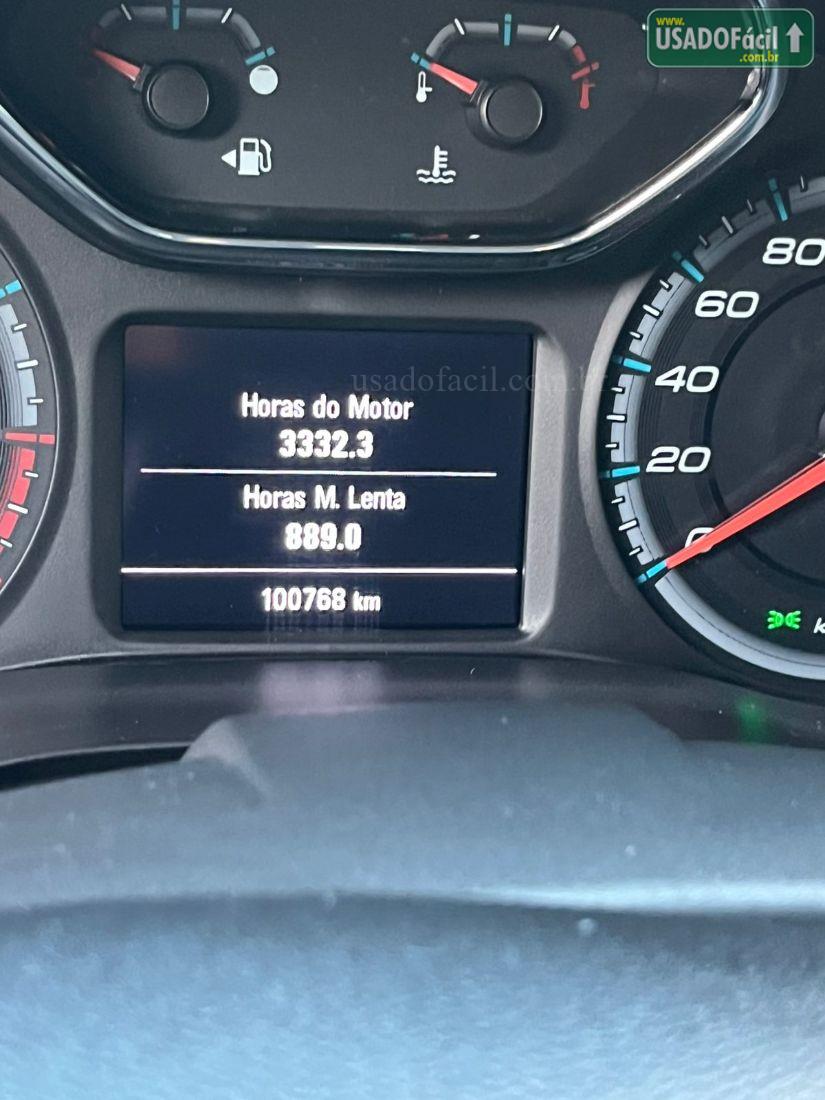 www.
USADOFácil
.com.br
80
60
usadofacil.com.br
40
Horas do Motor
3332.3
20
Horas M. Lenta
889.0
0
100768 km
k